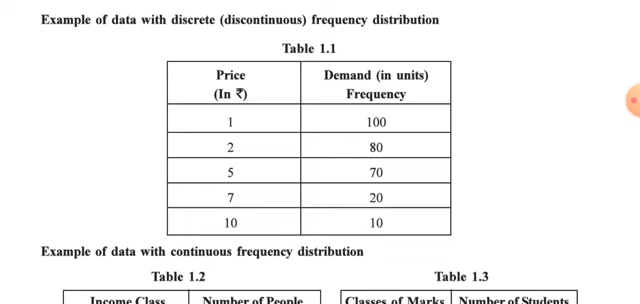 Example of data with discrete (discontinuous) frequency distribution
Table 1.1
Price Demand (in units)
(In ₹) Frequency
1 100
2 80
5 70
7 20
10 10
Example of data with continuous frequency distribution
Table 1.2 Table 1.3
Income Class Number of People Classes of Marks Number of Students